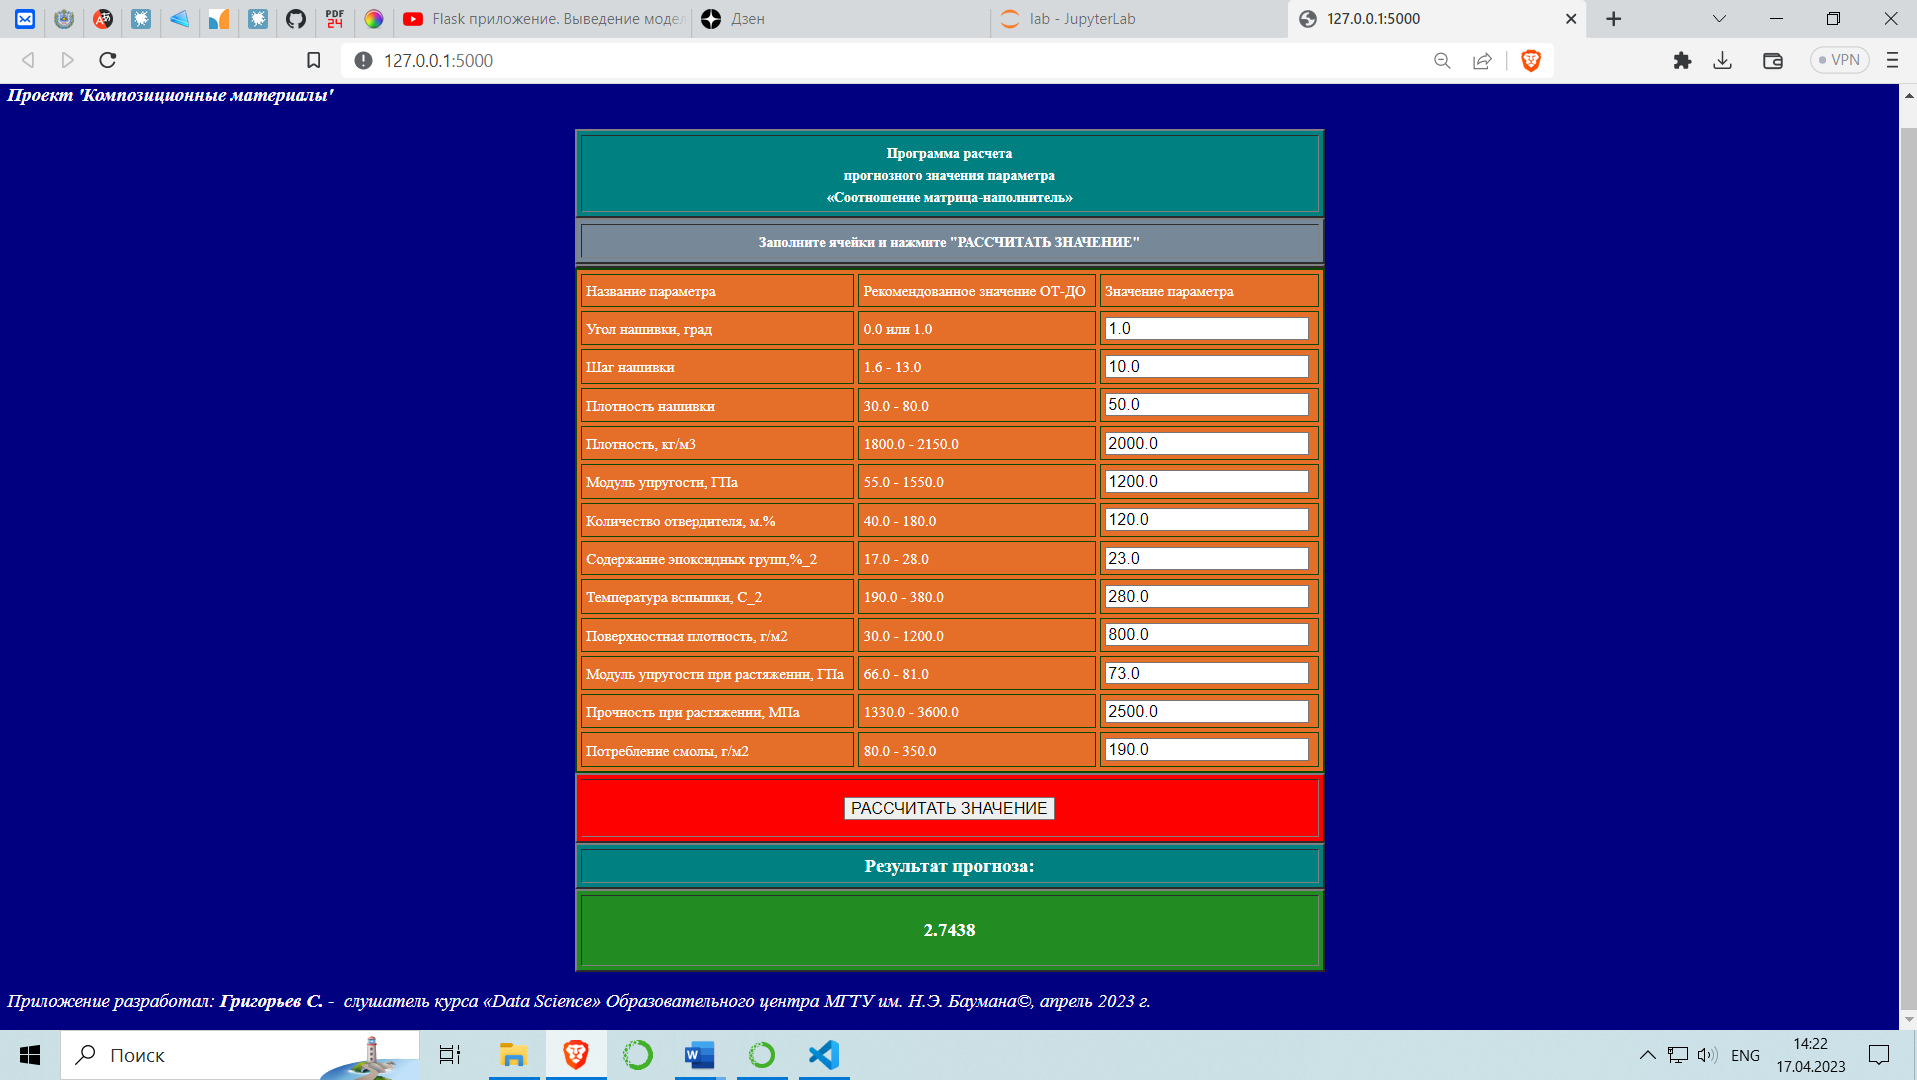 PDF
24
Flask приложение. Выведение модел
Дзен
lab - JupyterLab
127.0.0.1:5000
127.0.0.1:5000
VPN
Проект 'Композиционные материалы'
Программа расчета
прогнозного значения параметра
«Соотношение матрица-наполнитель»
Заполните ячейки и нажмите "РАССЧИТАТЬ ЗНАЧЕНИЕ"
Название параметра Рекомендованное значение ОТ-ДО Значение параметра
Угол нашивки, град 0.0 или 1.0 1.0
Шаг нашивки 1.6 - 13.0 10.0
Плотность нашивки 30.0 - 80.0 50.0
Плотность, кг/м3 1800.0 - 2150.0 2000.0
Модуль упругости, ГПа 55.0 - 1550.0 1200.0
Количество отвердителя, м.% 40.0 - 180.0 120.0
Содержание эпоксидных групп,%_2 17.0 - 28.0 23.0
Температура вспышки, С_2 190.0 - 380.0 280.0
Поверхностная плотность, г/м2 30.0 - 1200.0 800.0
Модуль упругости при растяжении, ГПа 66.0 - 81.0 73.0
Прочность при растяжении, МПа 1330.0 - 3600.0 2500.0
Потребление смолы, г/м2 80.0 - 350.0 190.0
РАССЧИТАТЬ ЗНАЧЕНИЕ
Результат прогноза:
2.7438
Приложение разработал: Григорьев С. - слушатель курса «Data Science» Образовательного центра МГТУ им. Н.Э. Баумана©, апрель 2023 г.
Поиск
ENG
14:22
17.04.2023